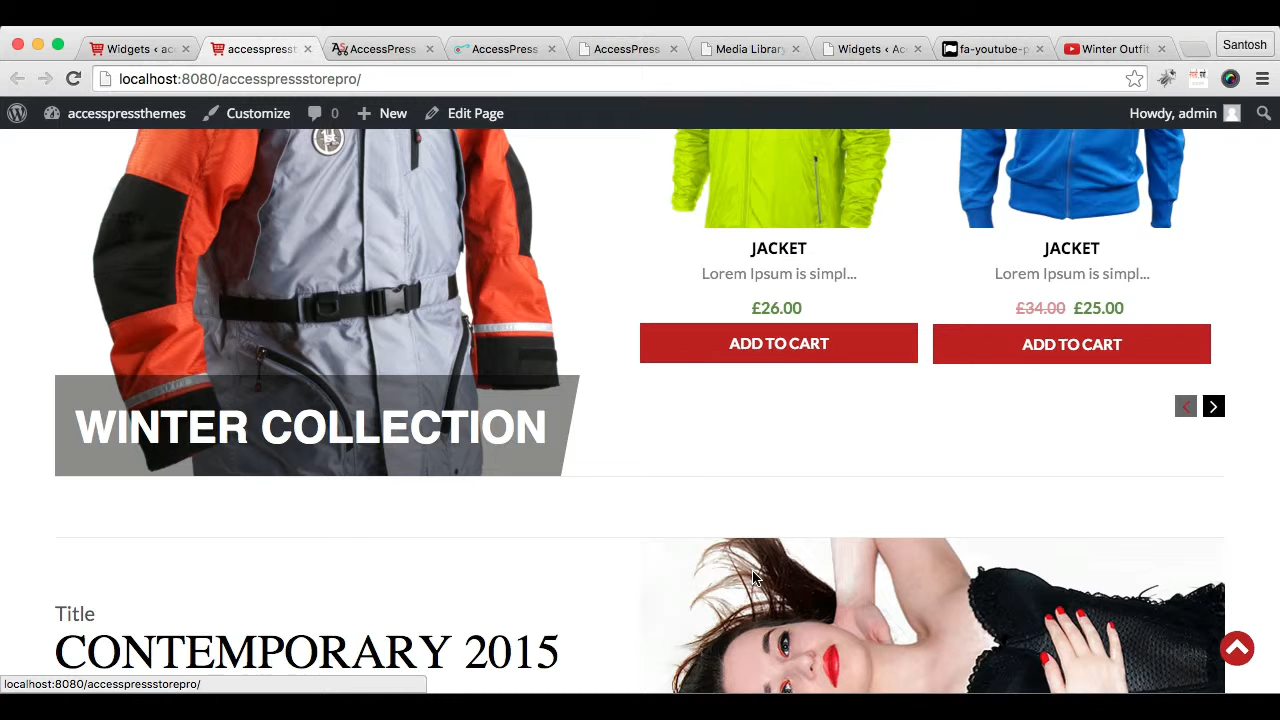 Widgets ‹ acc
accesspresst
AccessPress
AccessPress
AccessPress
Media Library
Widgets ‹ Ac
fa-youtube-p
Winter Outfit
Santosh
localhost:8080/accesspressstorepro/
accesspressthemes
Customize
0
New
Edit Page
Howdy, admin
JACKET
JACKET
Lorem Ipsum is simpl...
Lorem Ipsum is simpl...
£26.00
£34.00 £25.00
ADD TO CART
ADD TO CART
WINTER COLLECTION
Title
CONTEMPORARY 2015
localhost:8080/accesspressstorepro/